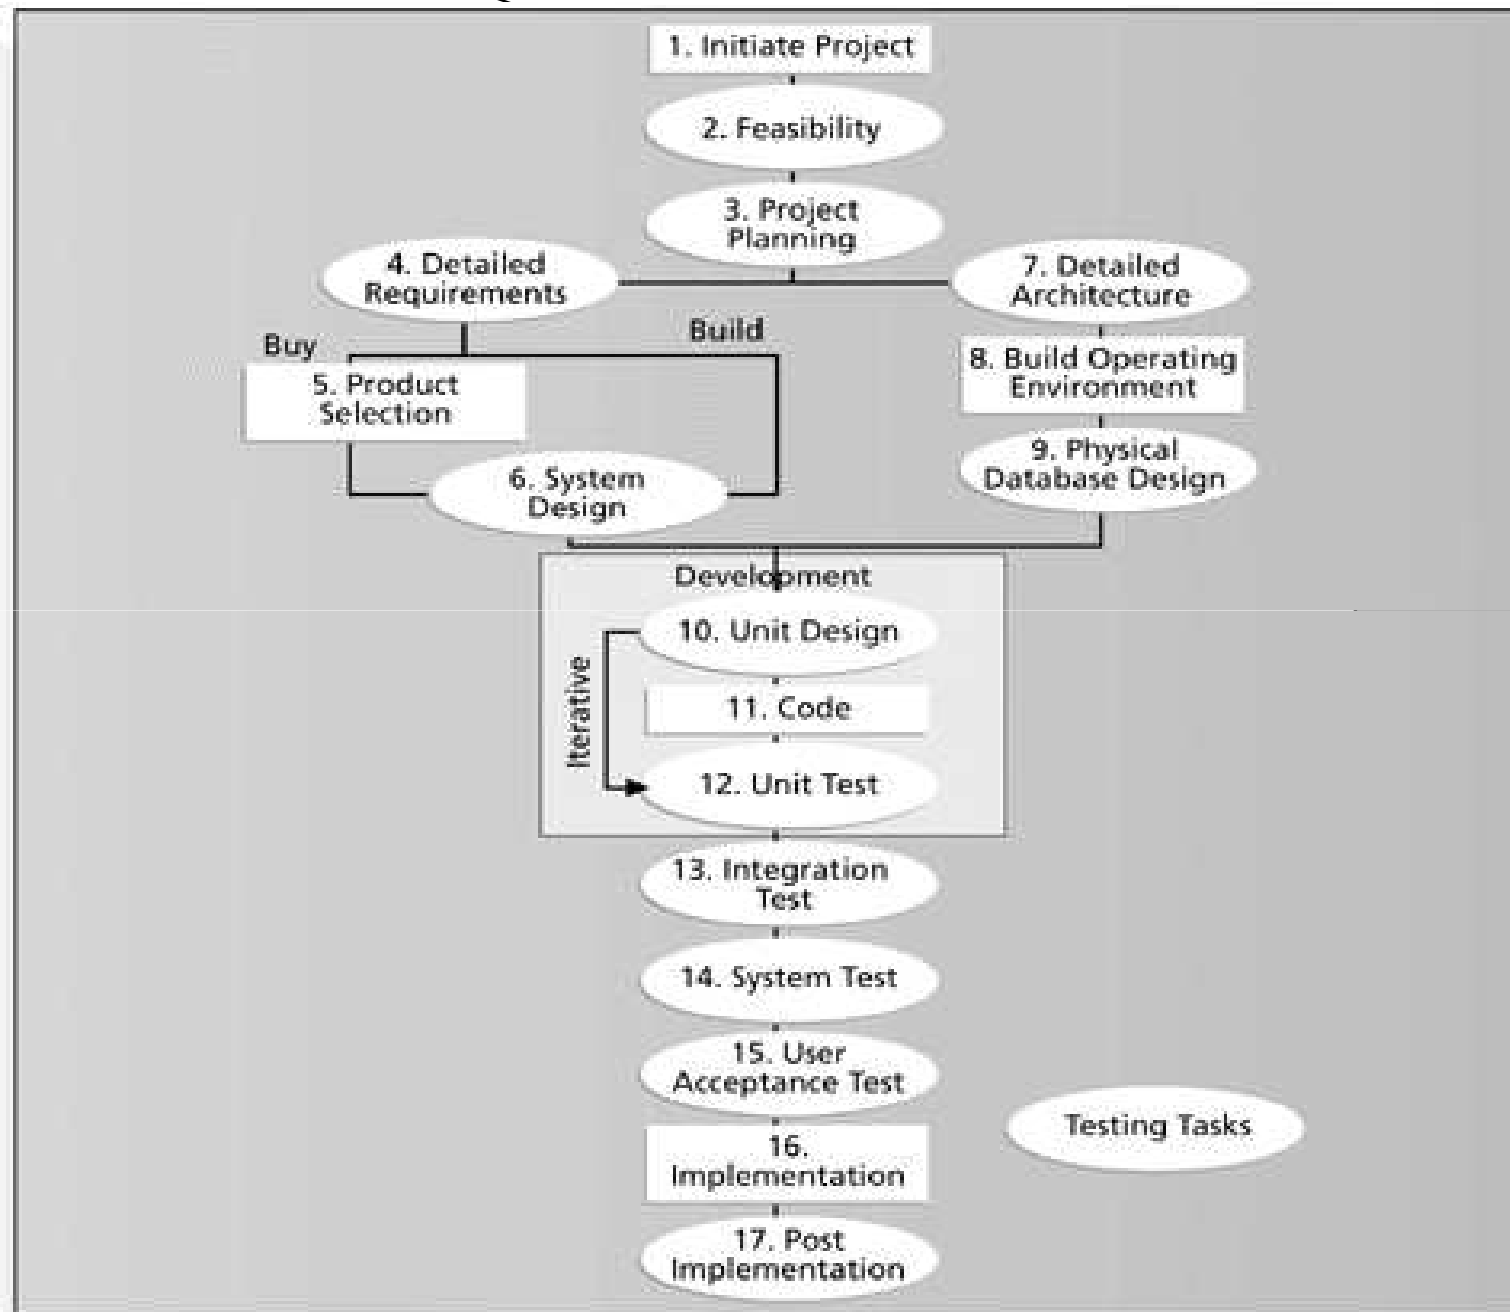 1. Initiate Project
2. Feasibility
3. Project
Planning
4. Detailed
Requirements
7. Detailed
Architecture
Buy
Build
5. Product
Selection
8. Build Operating
Environment
6. System
Design
9. Physical
Database Design
Development
10. Unit Design
Iterative
11. Code
12. Unit Test
13. Integration
Test
14. System Test
15. User
Acceptance Test
Testing Tasks
16.
Implementation
17. Post
Implementation